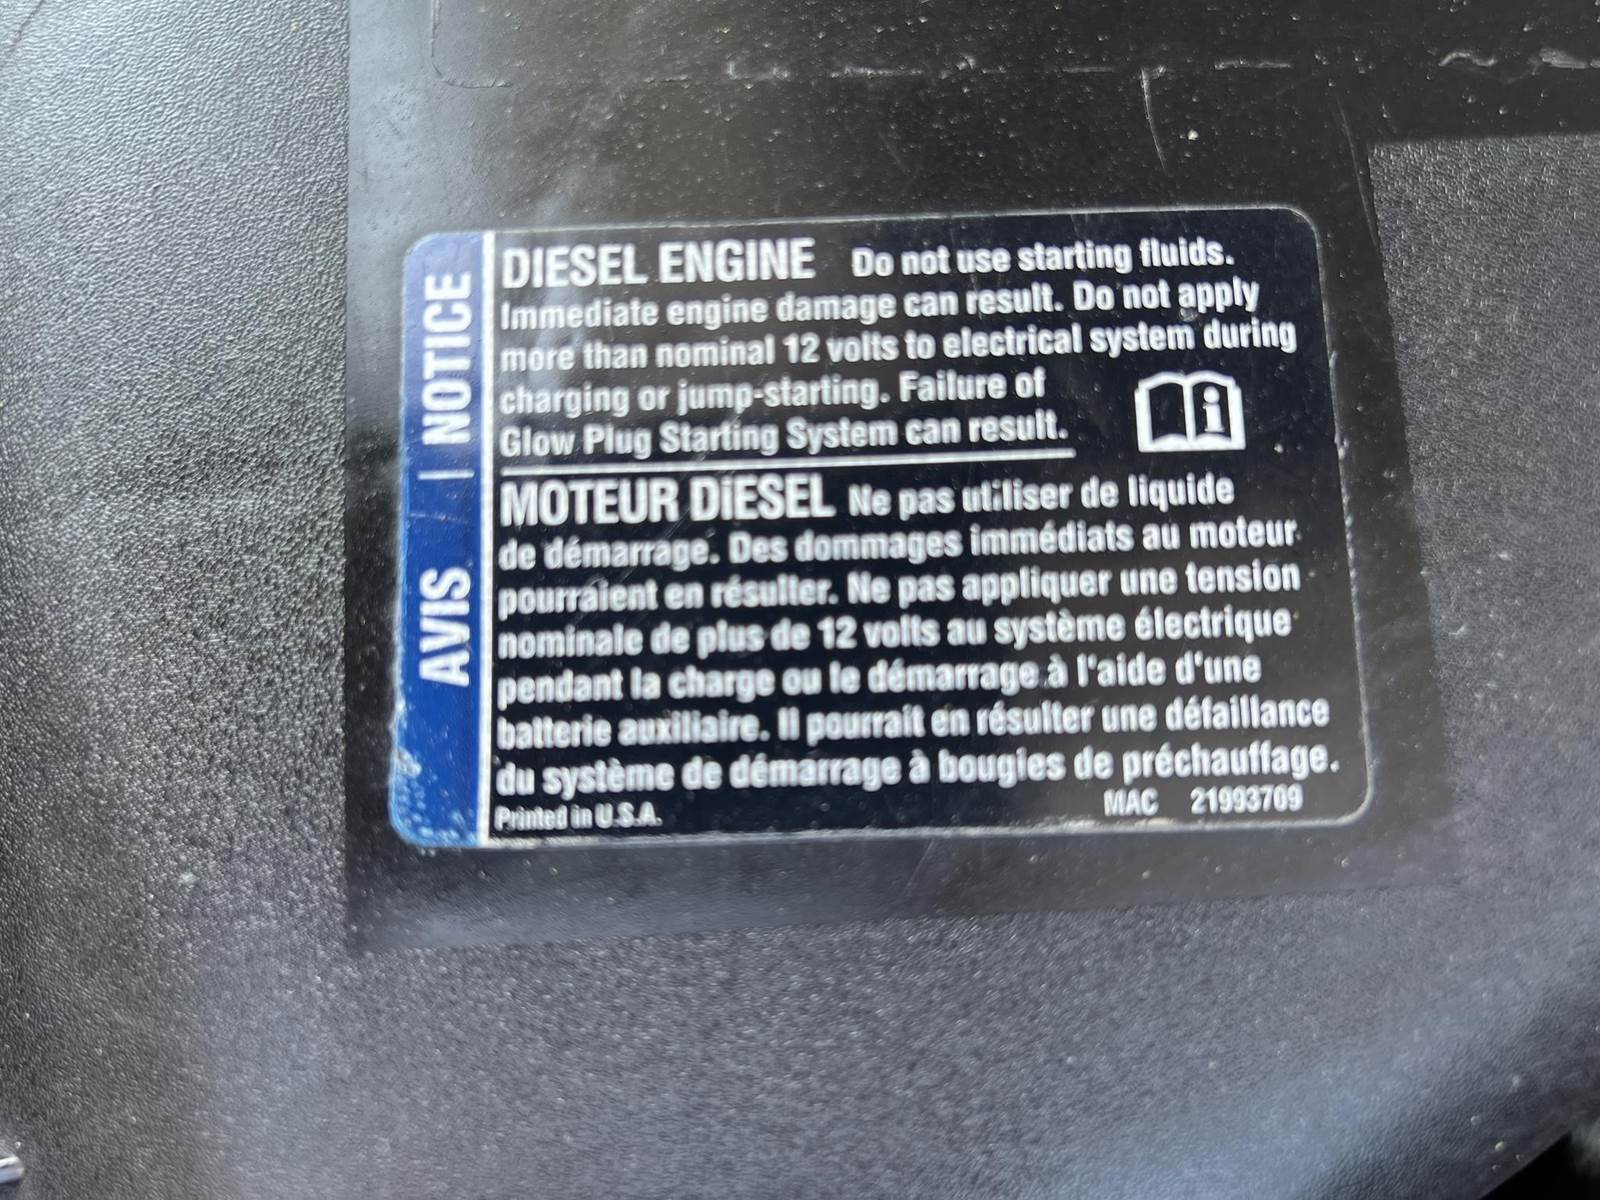 NOTICE
DIESEL ENGINE Do not use starting fluids.
Immediate engine damage can result. Do not apply
more than nominal 12 volts to electrical system during
charging or jump-starting. Failure of
Glow Plug Starting System can result.
AVIS
MOTEUR DIESEL Ne pas utiliser de liquide
de démarrage. Des dommages immédiats au moteur
pourraient en résulter. Ne pas appliquer une tension
nominale de plus de 12 volts au système électrique
pendant la charge ou le démarrage à l'aide d'une
batterie auxiliaire. Il pourrait en résulter une défaillance
du système de démarrage à bougies de préchauffage.
Printed in U.S.A. MAC 21993709